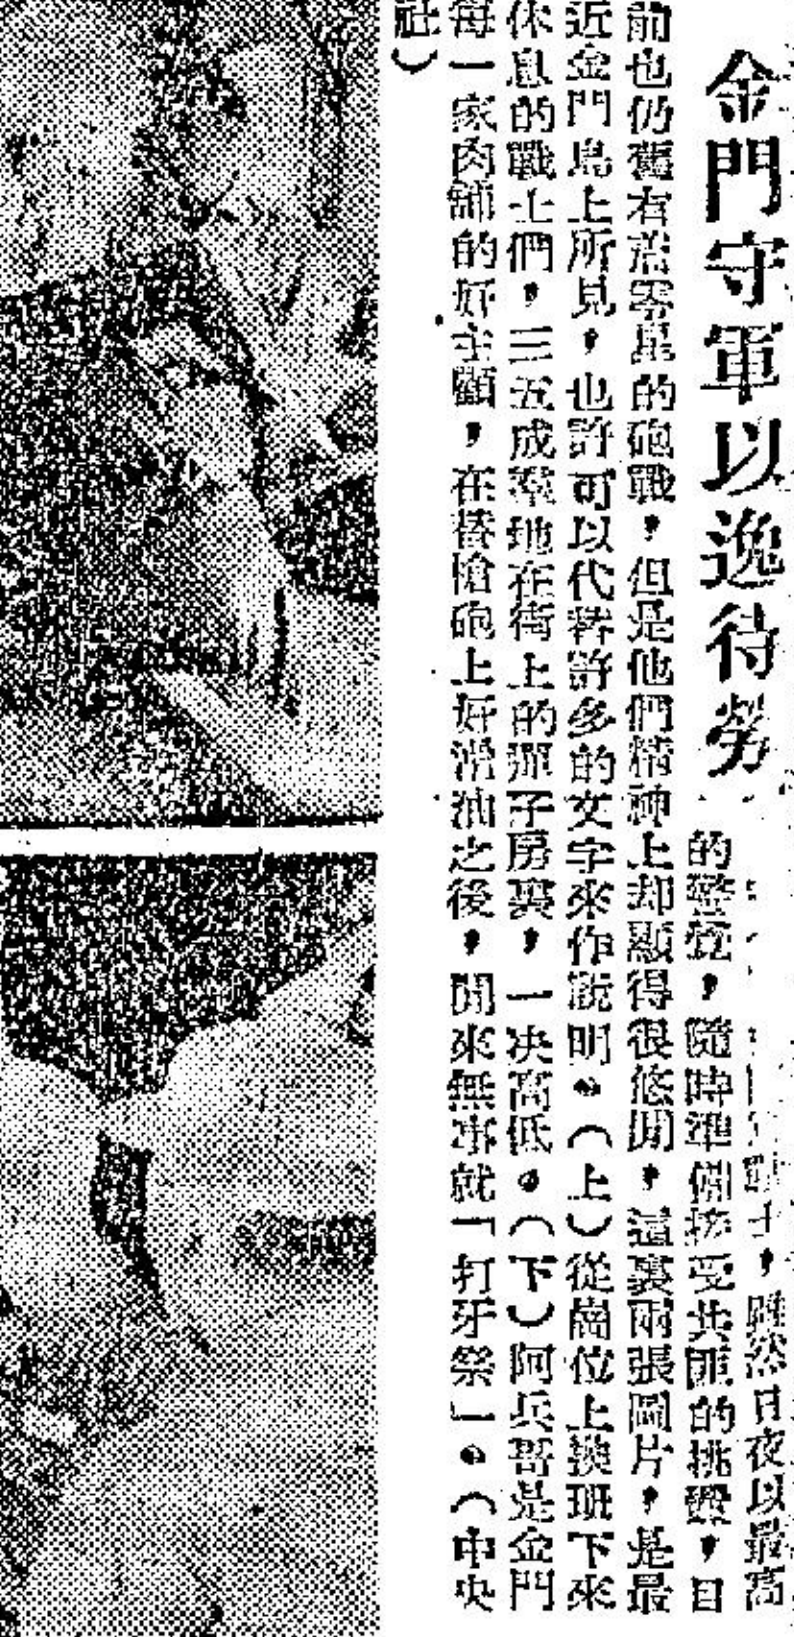 金門守軍以逸待勞
戰士，雖然日夜以最高
的警覺，隨時準備接受共匪的挑釁，目
前也仍舊有着零星的砲戰，但是他們精神上却顯得很悠閒，這裏兩張圖片，是最
近金門島上所見，也許可以代替許多的文字來作說明。（上）從崗位上換班下來
休息的戰士們，三五成羣地在街上的彈子房裏，一决高低。（下）阿兵哥是金門
每一家肉舖的好主顧，在替槍砲上好滑油之後，閒來無事就「打牙祭」。（中央
社）